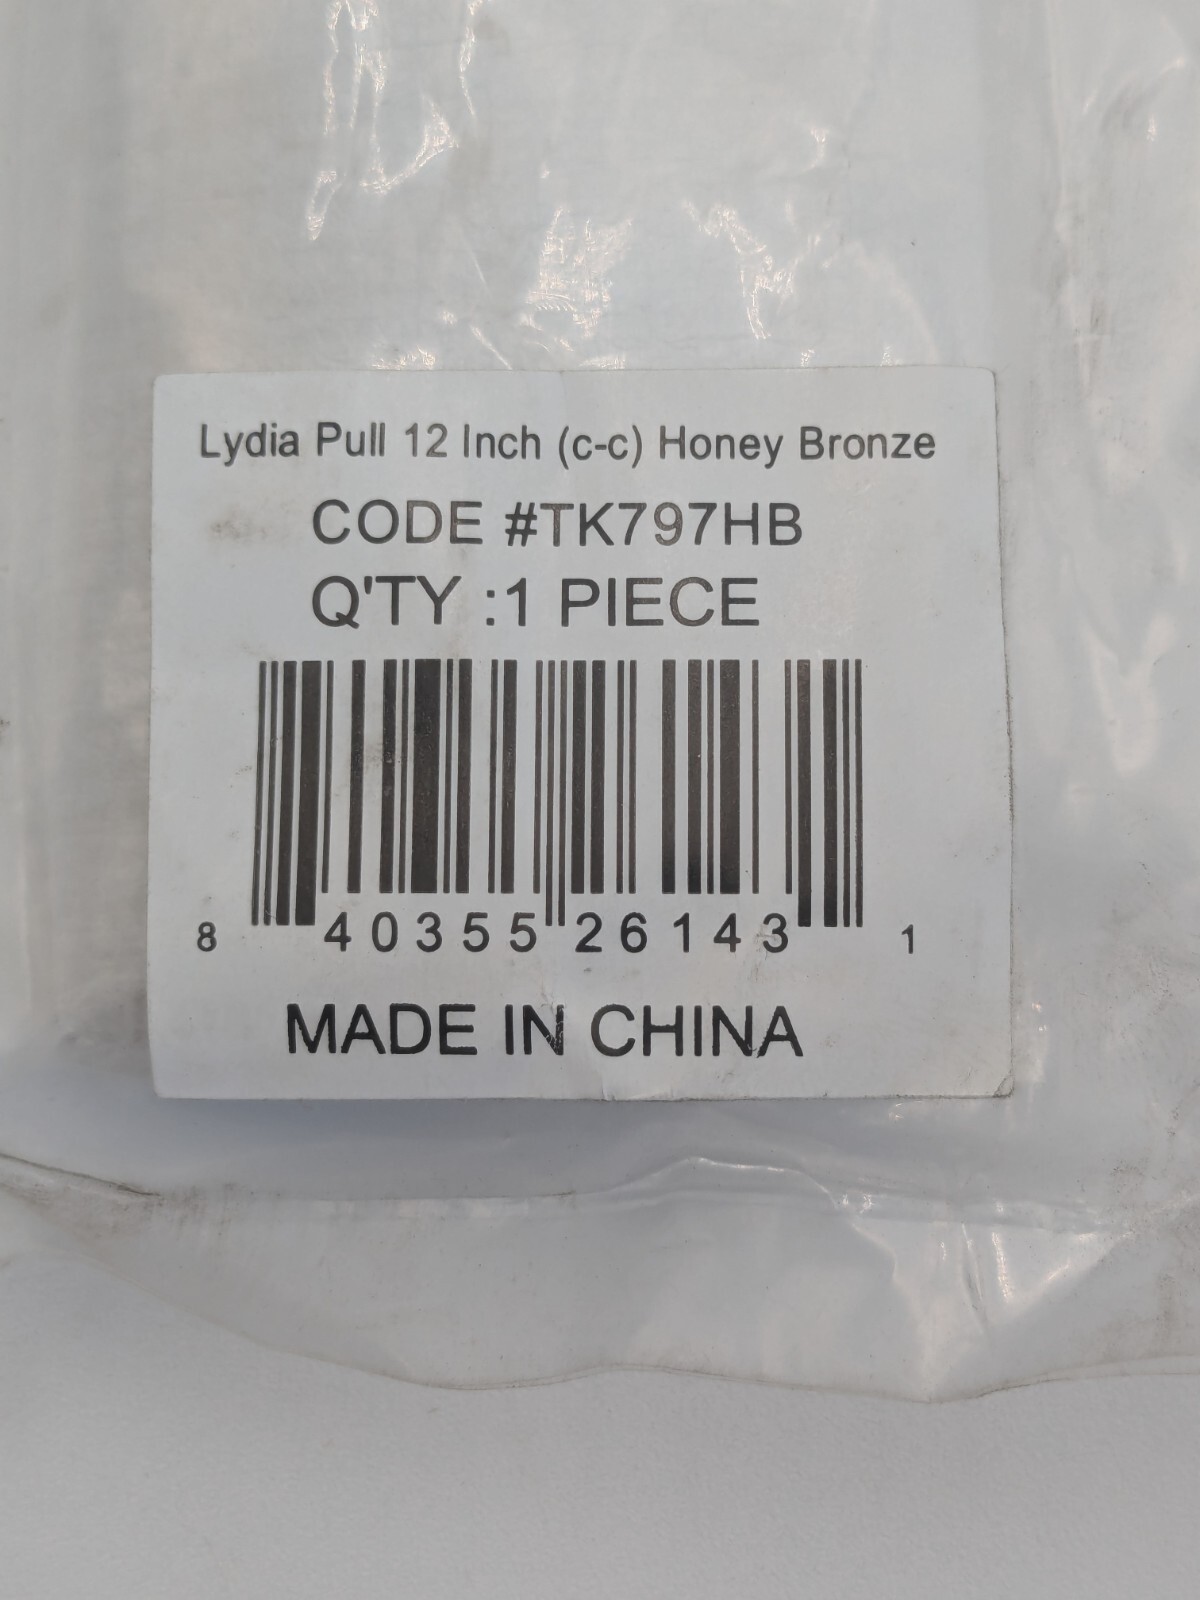 Lydia Pull 12 Inch (c-c) Honey Bronze
CODE #TK797HB
Q'TY :1 PIECE
8 40355 26143 1
MADE IN CHINA